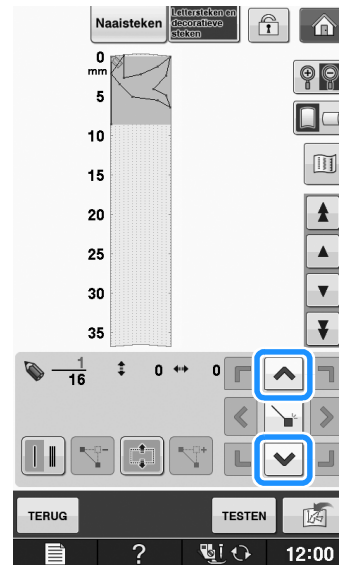 Naaisteken
Lettersteken en
decoratieve
steken
0
mm
5
10
15
20
25
30
35
1
16
0
0
TERUG
TESTEN
?
12:00